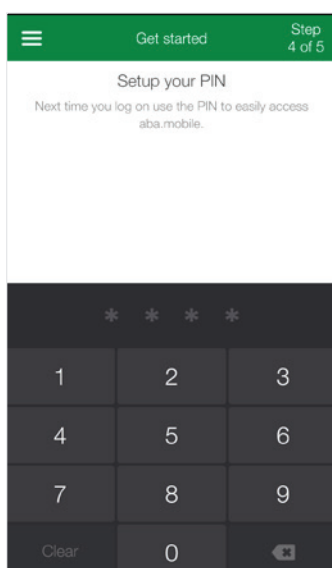 Get started
Step
4 of 5
Setup your PIN
Next time you log on use the PIN to easily access
aba.mobile.
* * * *
1 2 3
4 5 6
7 8 9
Clear 0